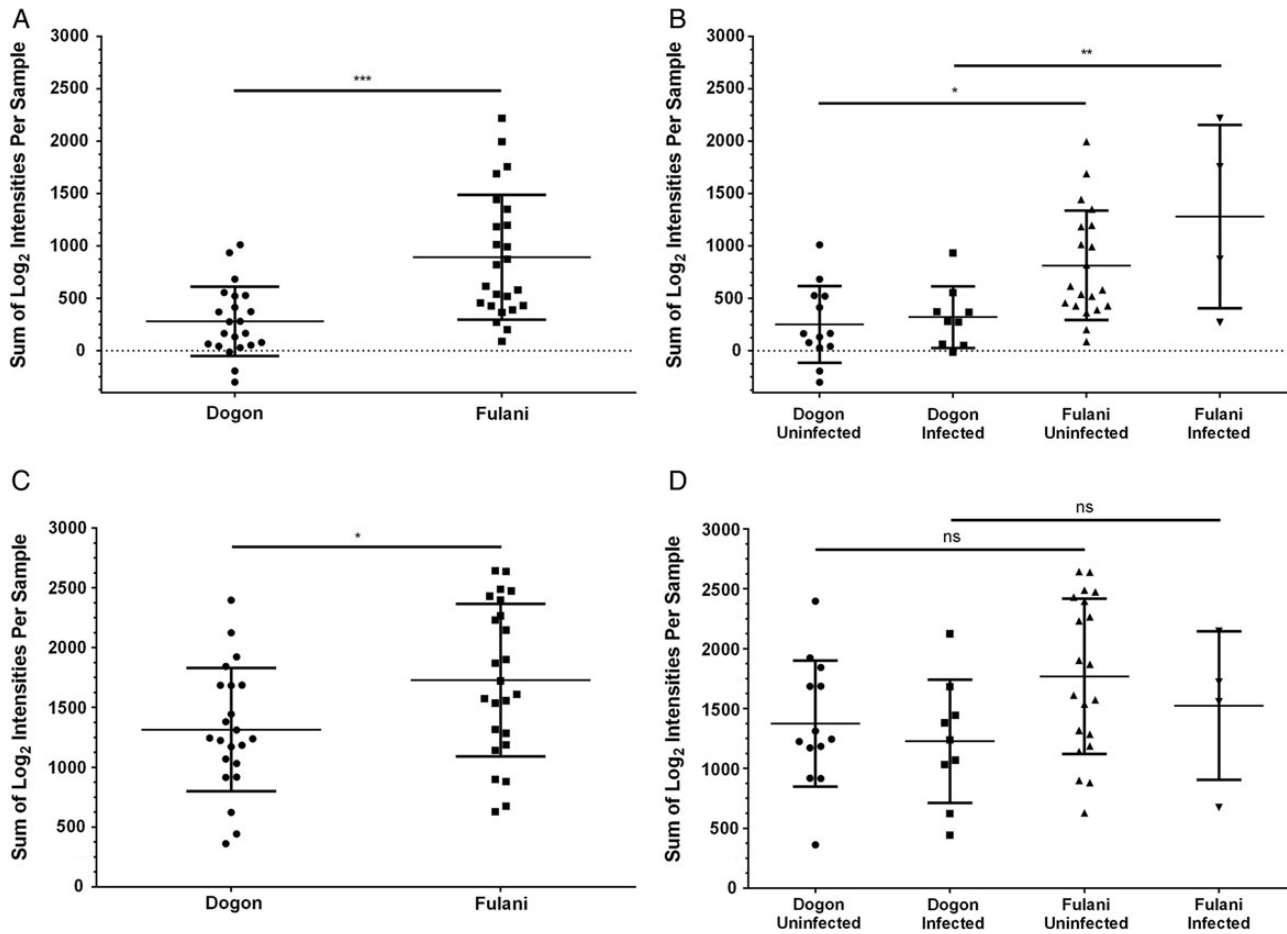 A
Sum of Log₂ Intensities Per Sample
3000
2500
2000
1500
1000
500
0
***
Dogon
Fulani
B
Sum of Log₂ Intensities Per Sample
3000
2500
2000
1500
1000
500
0
*
**
Dogon
Uninfected
Dogon
Infected
Fulani
Uninfected
Fulani
Infected
C
Sum of Log₂ Intensities Per Sample
3000
2500
2000
1500
1000
500
0
*
Dogon
Fulani
D
Sum of Log₂ Intensities Per Sample
3000
2500
2000
1500
1000
500
0
ns
ns
Dogon
Uninfected
Dogon
Infected
Fulani
Uninfected
Fulani
Infected